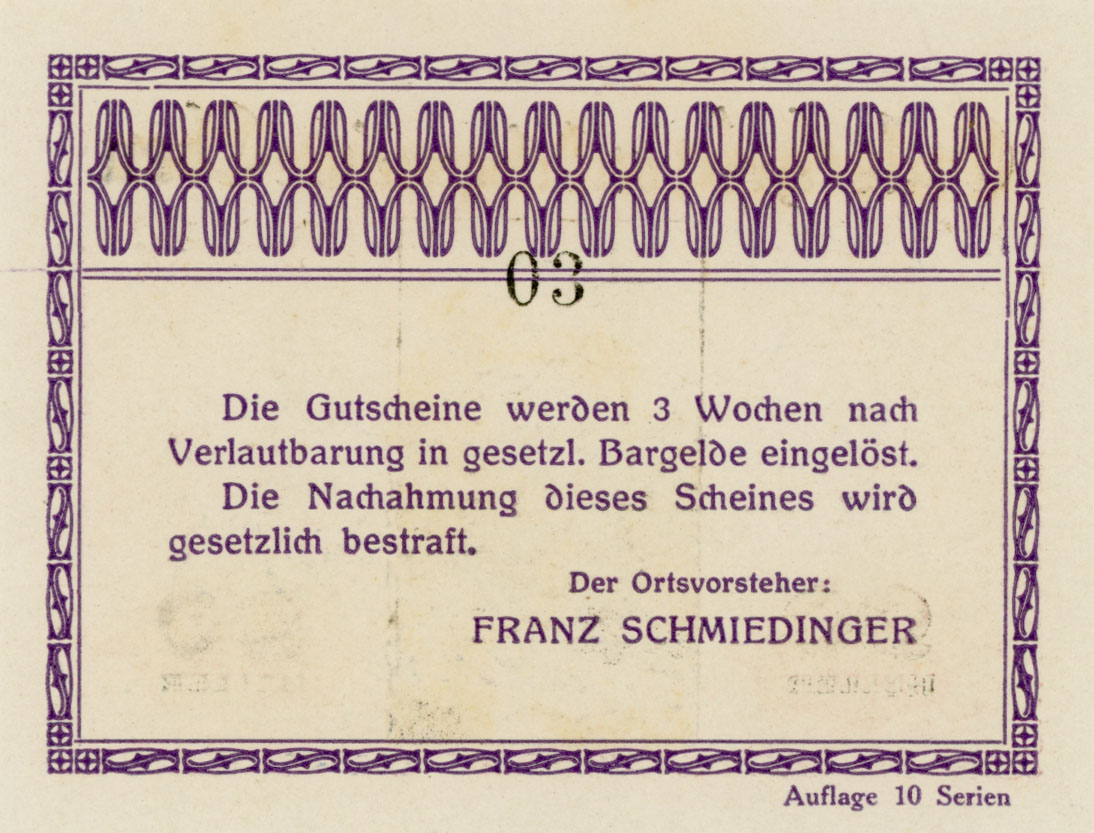 03
Die Gutscheine werden 3 Wochen nach
Verlautbarung in gesetzl. Bargelde eingelöst.
Die Nachahmung dieses Scheines wird
gesetzlich bestraft.
Der Ortsvorsteher:
FRANZ SCHMIEDINGER
Auflage 10 Serien